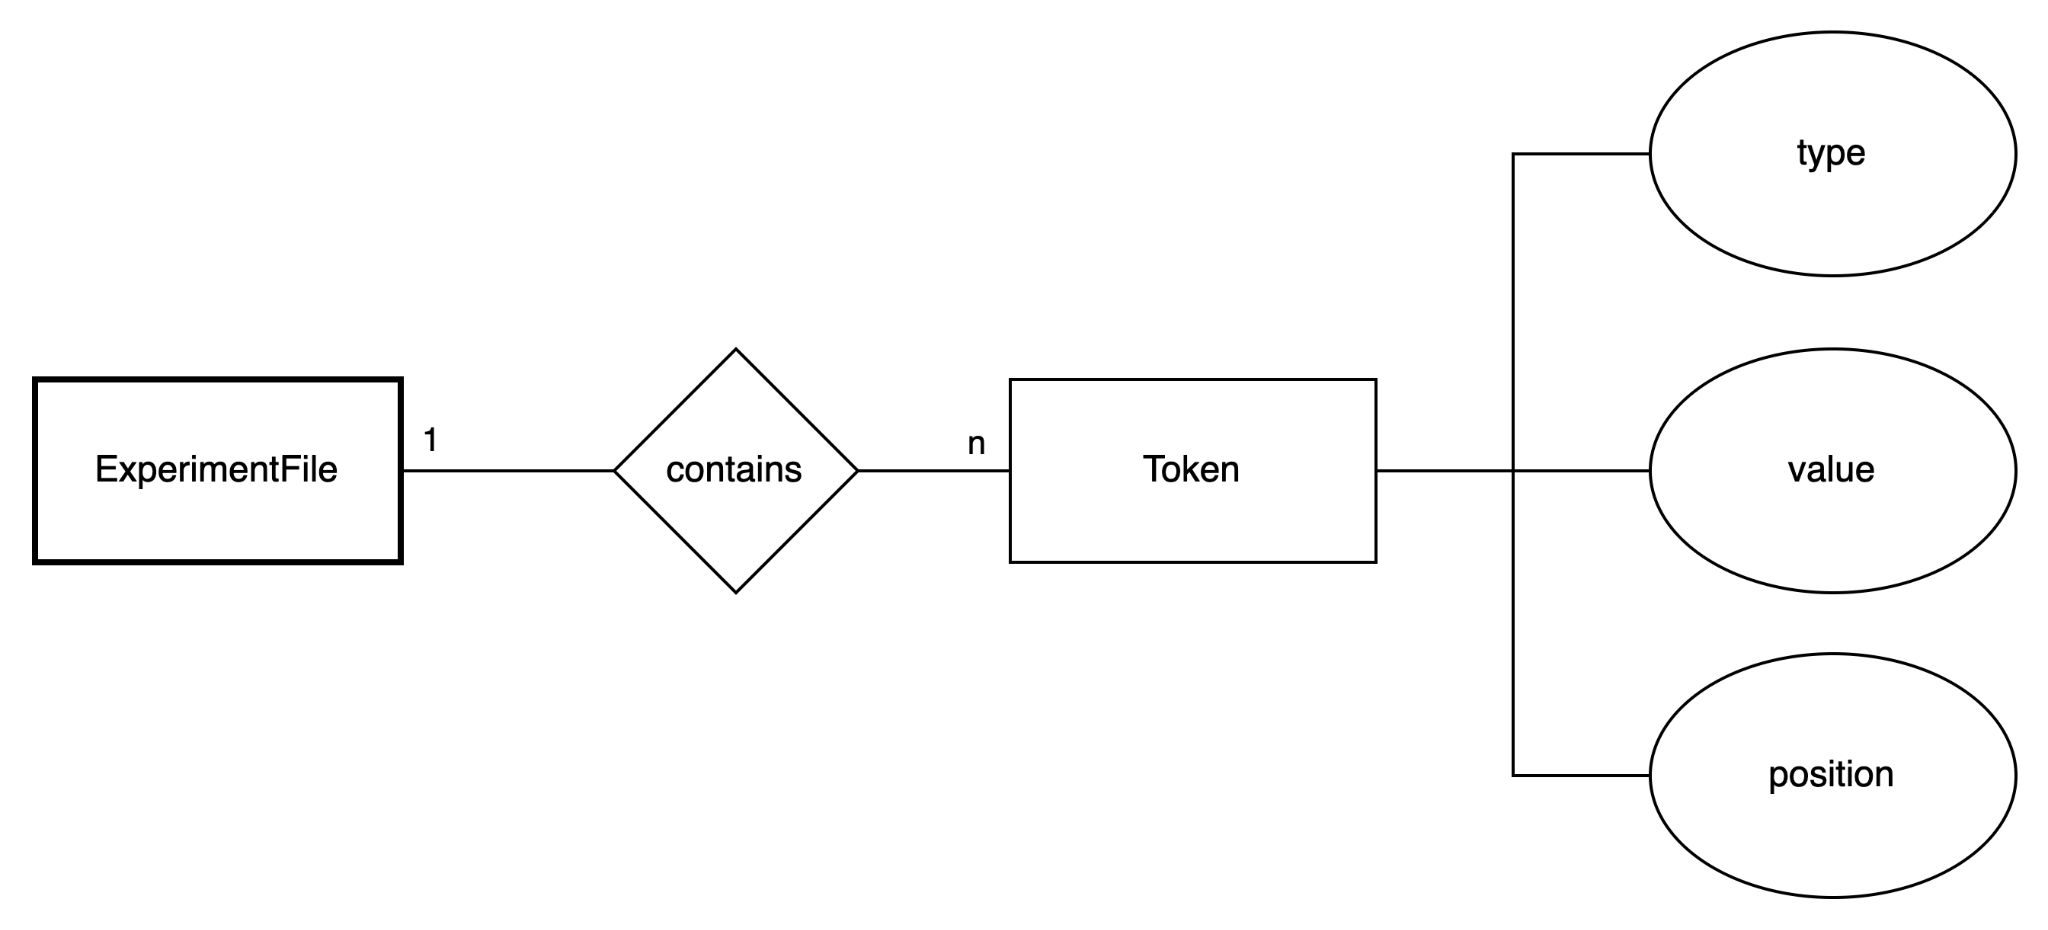 ExperimentFile
1
contains
n
Token
type
value
position